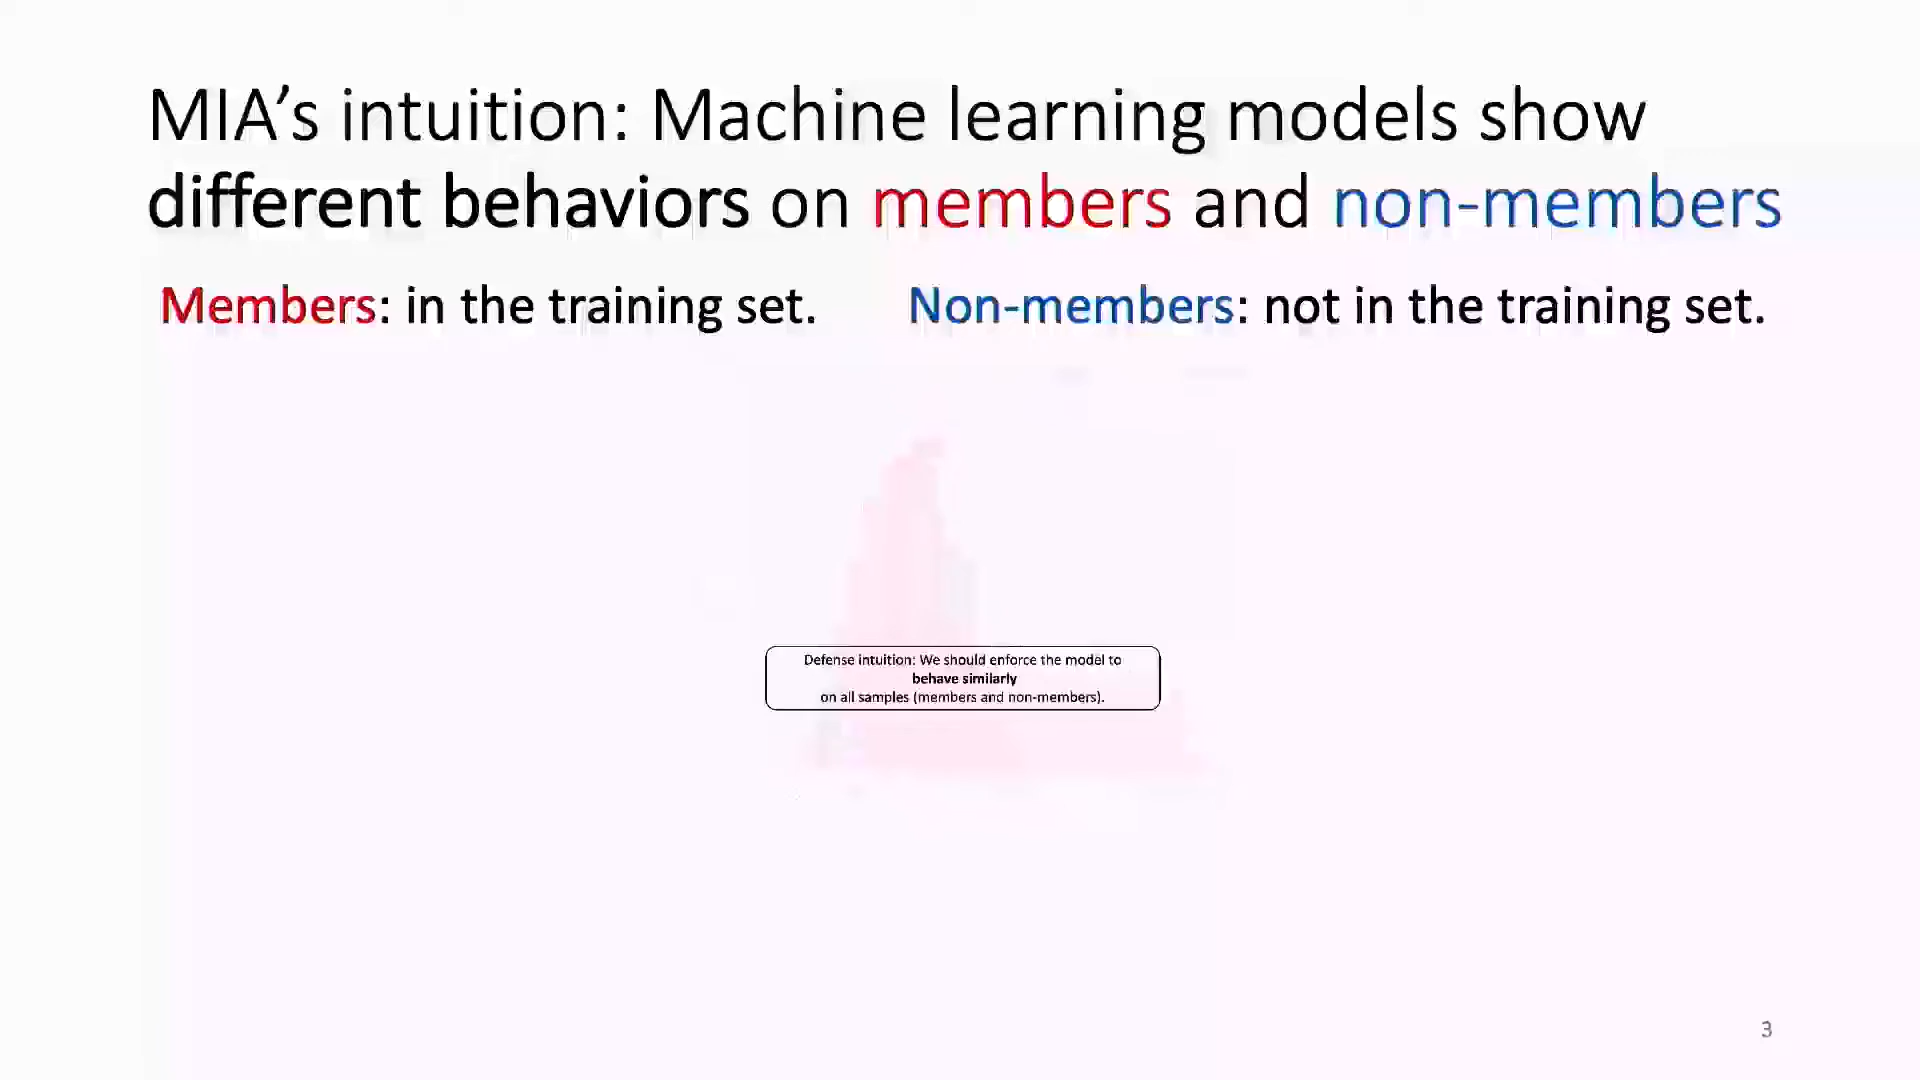 MIA’s intuition: Machine learning models show
different behaviors on members and non-members
Members: in the training set.
Non-members: not in the training set.
Defense intuition: We should enforce the model to
behave similarly
on all samples (members and non-members).
3